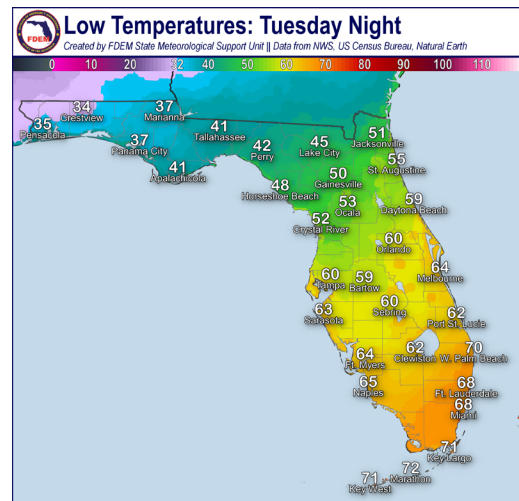 FDEM
Low Temperatures: Tuesday Night
Created by FDEM State Meteorological Support Unit || Data from NWS, US Census Bureau, Natural Earth
0 10 20 32 40 50 60 70 80 90 100 110
34
Crestview
37
Marianna
35
Pensacola
41
Tallahassee
37
Panama City
42
Perry
45
Lake City
51
Jacksonville
41
Apalachicola
55
St. Augustine
50
Gainesville
48
Horseshoe Beach
53
Ocala
59
Daytona Beach
52
Crystal River
60
Orlando
64
Melbourne
60
Tampa
59
Bartow
60
Sebring
63
Sarasota
62
Port St. Lucie
64
Ft. Myers
62
Clewiston
70
W. Palm Beach
65
Naples
68
Ft. Lauderdale
68
Miami
71
Key Largo
72
Marathon
71
Key West